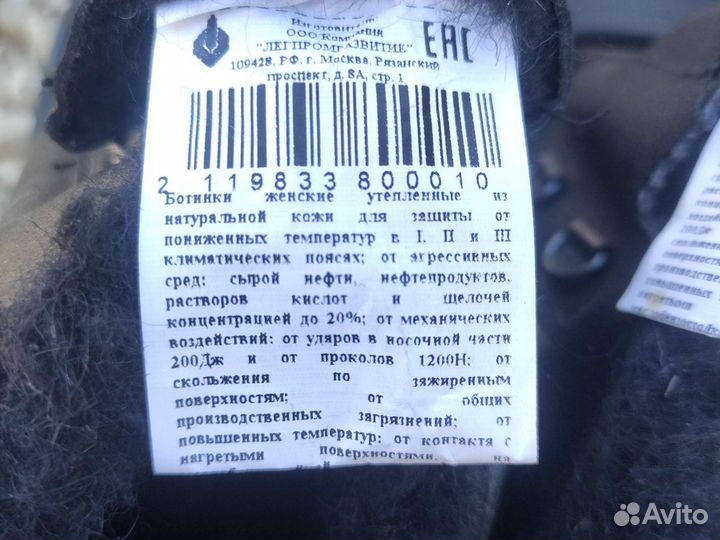 Изготовитель
ООО Компания
"ЛЕГПРОМРАЗВИТИЕ"
109428, РФ, г. Москва, Рязанский
проспект, д. 8А, стр. 1
ЕАС
2 119833 800010
Ботинки женские утепленные из
натуральной кожи для защиты от
пониженных температур в I, II и III
климатических поясах; от агрессивных
сред: сырой нефти, нефтепродуктов,
растворов кислот и щелочей
концентрацией до 20%; от механических
воздействий: от ударов в носочной части
200Дж и от проколов 1200Н; от
скольжения по зажиренным
поверхностям; от общих
производственных загрязнений; от
повышенных температур: от контакта с
нагретыми поверхностями, на
Avito